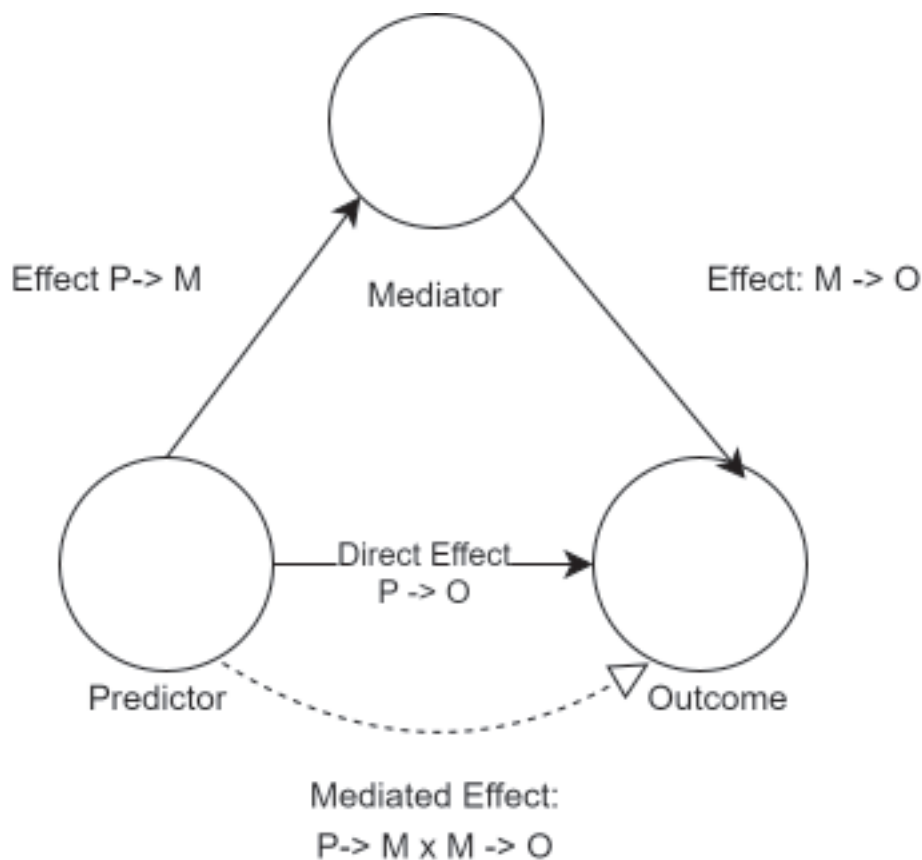 Effect P-> M
Mediator
Effect: M -> O
Direct Effect
P -> O
Predictor
Outcome
Mediated Effect:
P-> M x M -> O